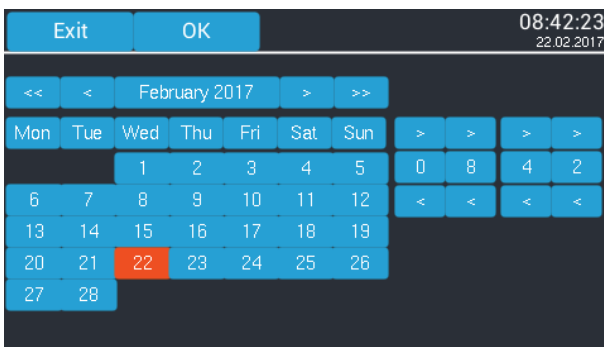 Exit OK 08:42:23
22.02.2017
<< < February 2017 > >>
Mon Tue Wed Thu Fri Sat Sun > > > >
1 2 3 4 5 0 8 4 2
6 7 8 9 10 11 12 < < < <
13 14 15 16 17 18 19
20 21 22 23 24 25 26
27 28